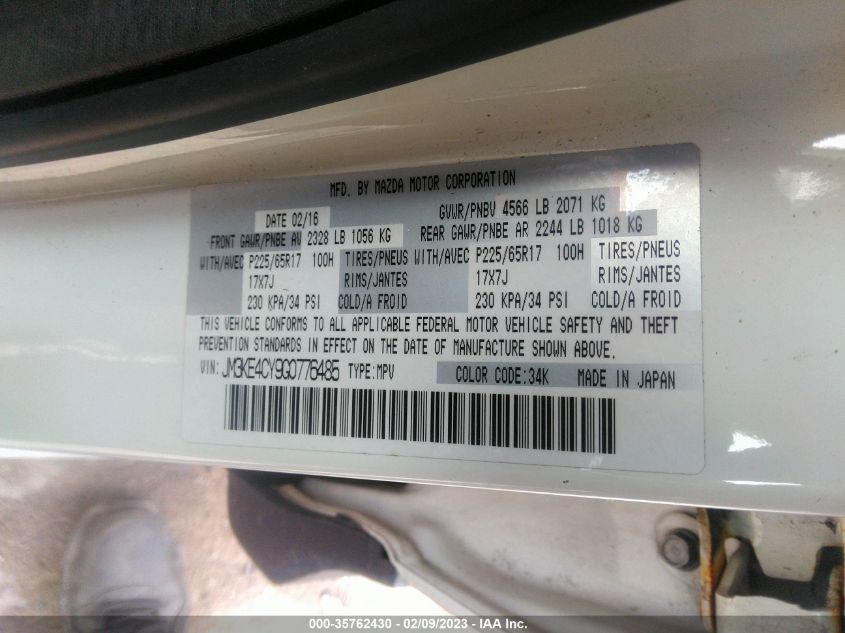 MFD. BY MAZDA MOTOR CORPORATION
DATE 02/16 GVWR/PNBV 4566 LB 2071 KG
FRONT GAWR/PNBE AV 2328 LB 1056 KG REAR GAWR/PNBE AR 2244 LB 1018 KG
WITH/AVEC P225/65R17 100H TIRES/PNEUS WITH/AVEC P225/65R17 100H TIRES/PNEUS
17X7J RIMS/JANTES 17X7J RIMS/JANTES
230 KPA/34 PSI COLD/A FROID 230 KPA/34 PSI COLD/A FROID
THIS VEHICLE CONFORMS TO ALL APPLICABLE FEDERAL MOTOR VEHICLE SAFETY AND THEFT
PREVENTION STANDARDS IN EFFECT ON THE DATE OF MANUFACTURE SHOWN ABOVE.
VIN: JM3KE4CY9G0776485 TYPE:MPV COLOR CODE:34K MADE IN JAPAN
000-35762430 - 02/09/2023 - IAA Inc.